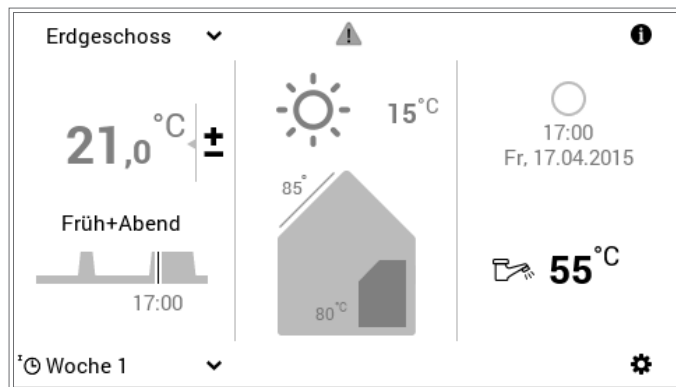 Erdgeschoss
21,0 °C ±
Früh+Abend
17:00
Woche 1
15°C
85°
80°C
17:00
Fr, 17.04.2015
55°C